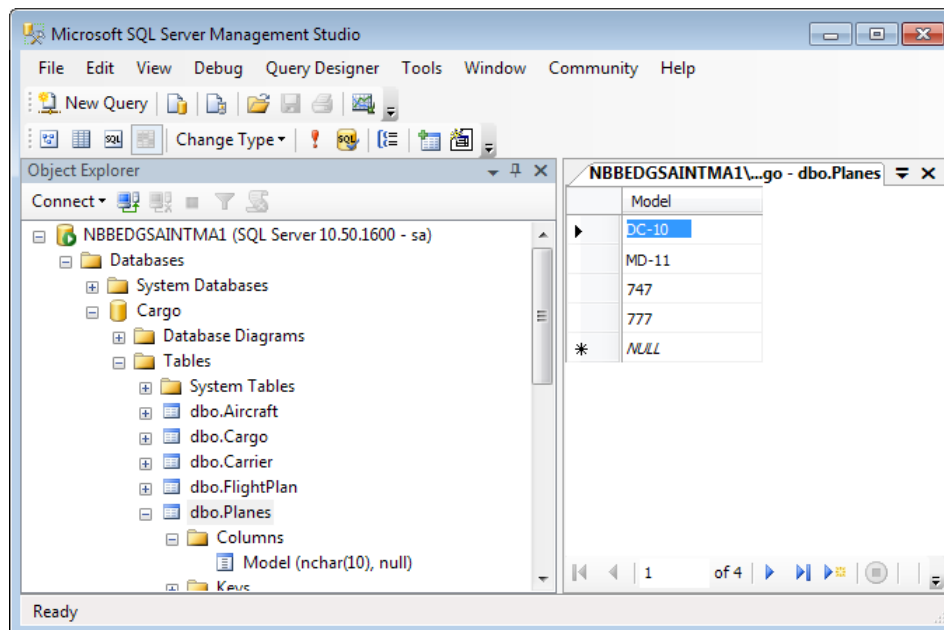 Microsoft SQL Server Management Studio
File Edit View Debug Query Designer Tools Window Community Help
New Query
SQL Change Type SQL
Object Explorer
Connect
NBBEDGSAINTMA1 (SQL Server 10.50.1600 - sa)
Databases
System Databases
Cargo
Database Diagrams
Tables
System Tables
dbo.Aircraft
dbo.Cargo
dbo.Carrier
dbo.FlightPlan
dbo.Planes
Columns
Model (nchar(10), null)
Keys
NBBEDGSAINTMA1\...go - dbo.Planes
Model
DC-10
MD-11
747
777
NULL
1 of 4
Ready